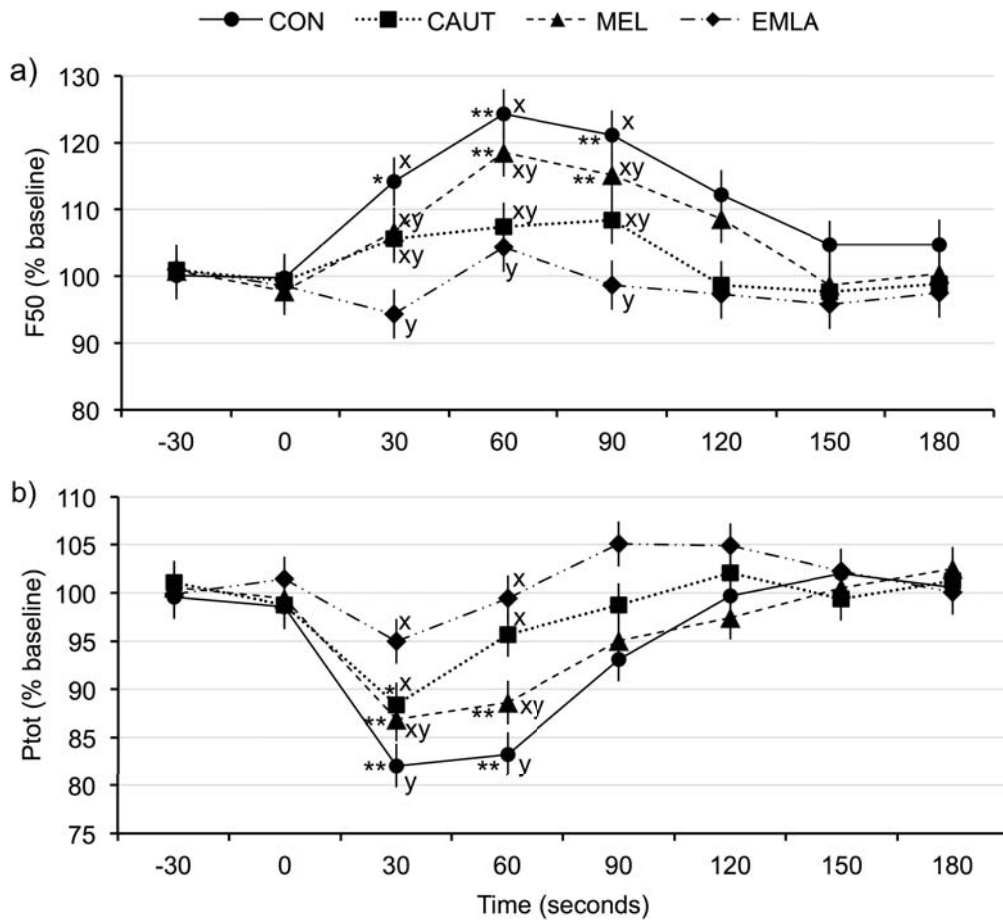 CON CAUT MEL EMLA
a)
F50 (% baseline)
130
** x
x
120
**
x
*
** xy
** xy
110
xy
xy
xy
xy
100
y
y
y
90
80
-30 0 30 60 90 120 150 180
b)
Ptot (% baseline)
110
105
100
x
x
95
x
x
*
90
** xy
** xy
85
** y
** y
80
75
-30 0 30 60 90 120 150 180
Time (seconds)